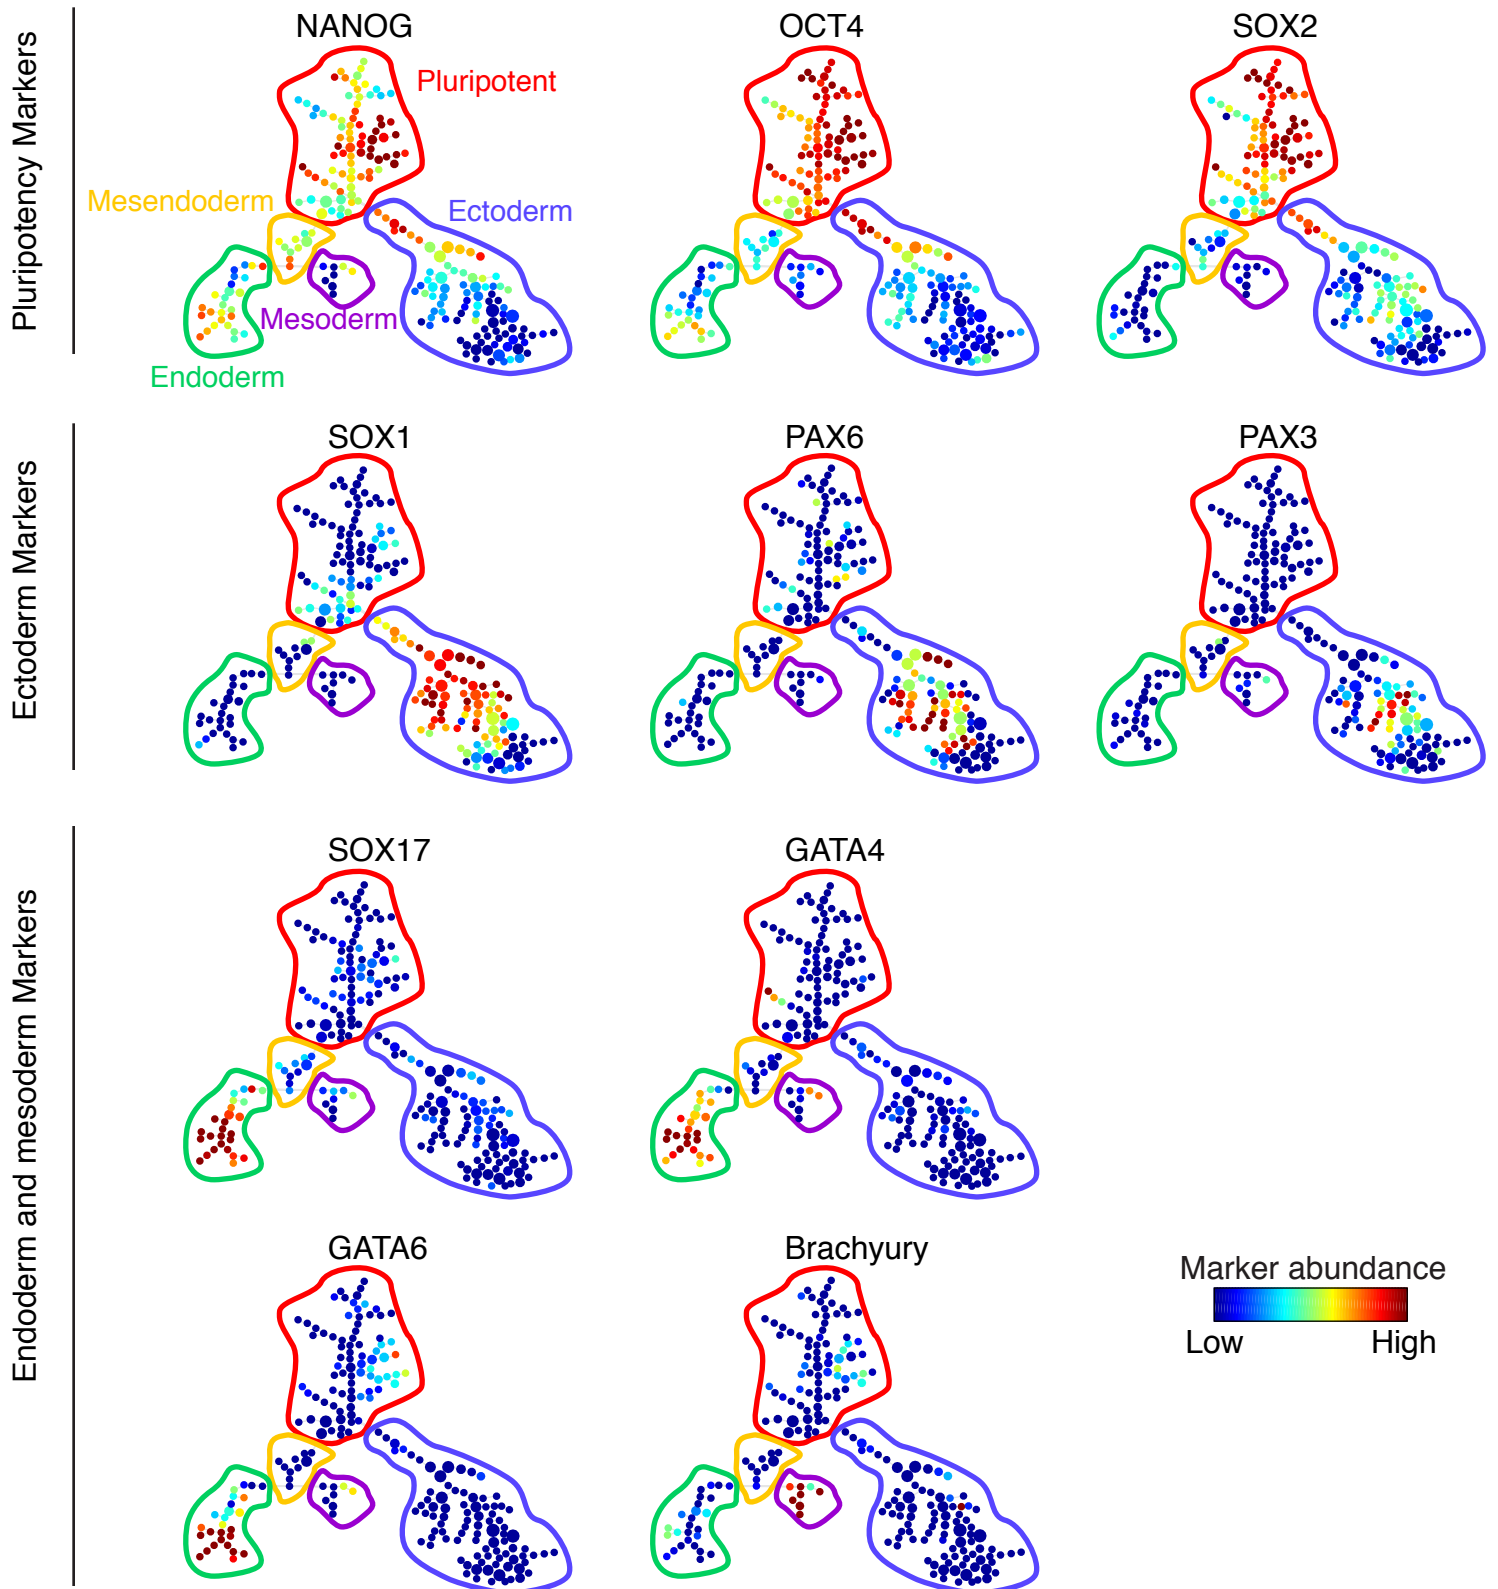 Pluripotency Markers
NANOG
OCT4
SOX2
Pluripotent
Mesendoderm
Ectoderm
Mesoderm
Endoderm
Ectoderm Markers
SOX1
PAX6
PAX3
Endoderm and mesoderm Markers
SOX17
GATA4
GATA6
Brachyury
Marker abundance
Low
High